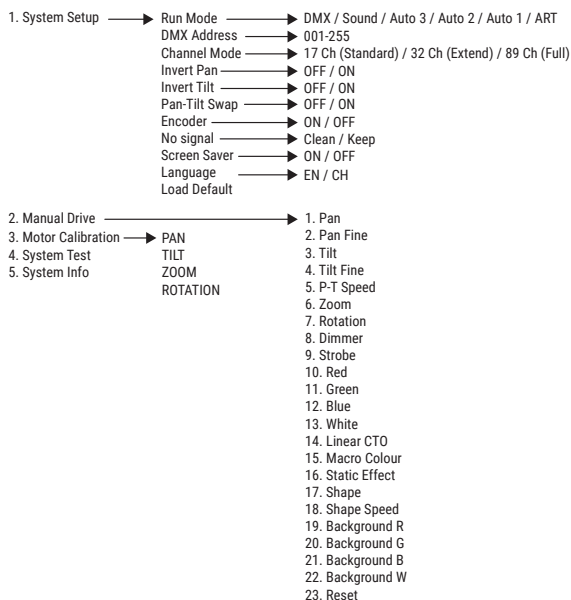 1. System Setup Run Mode DMX / Sound / Auto 3 / Auto 2 / Auto 1 / ART
DMX Address 001-255
Channel Mode 17 Ch (Standard) / 32 Ch (Extend) / 89 Ch (Full)
Invert Pan OFF / ON
Invert Tilt OFF / ON
Pan-Tilt Swap OFF / ON
Encoder ON / OFF
No signal Clean / Keep
Screen Saver ON / OFF
Language EN / CH
Load Default
2. Manual Drive 1. Pan
3. Motor Calibration PAN 2. Pan Fine
4. System Test TILT 3. Tilt
5. System Info ZOOM 4. Tilt Fine
ROTATION 5. P-T Speed
6. Zoom
7. Rotation
8. Dimmer
9. Strobe
10. Red
11. Green
12. Blue
13. White
14. Linear CTO
15. Macro Colour
16. Static Effect
17. Shape
18. Shape Speed
19. Background R
20. Background G
21. Background B
22. Background W
23. Reset